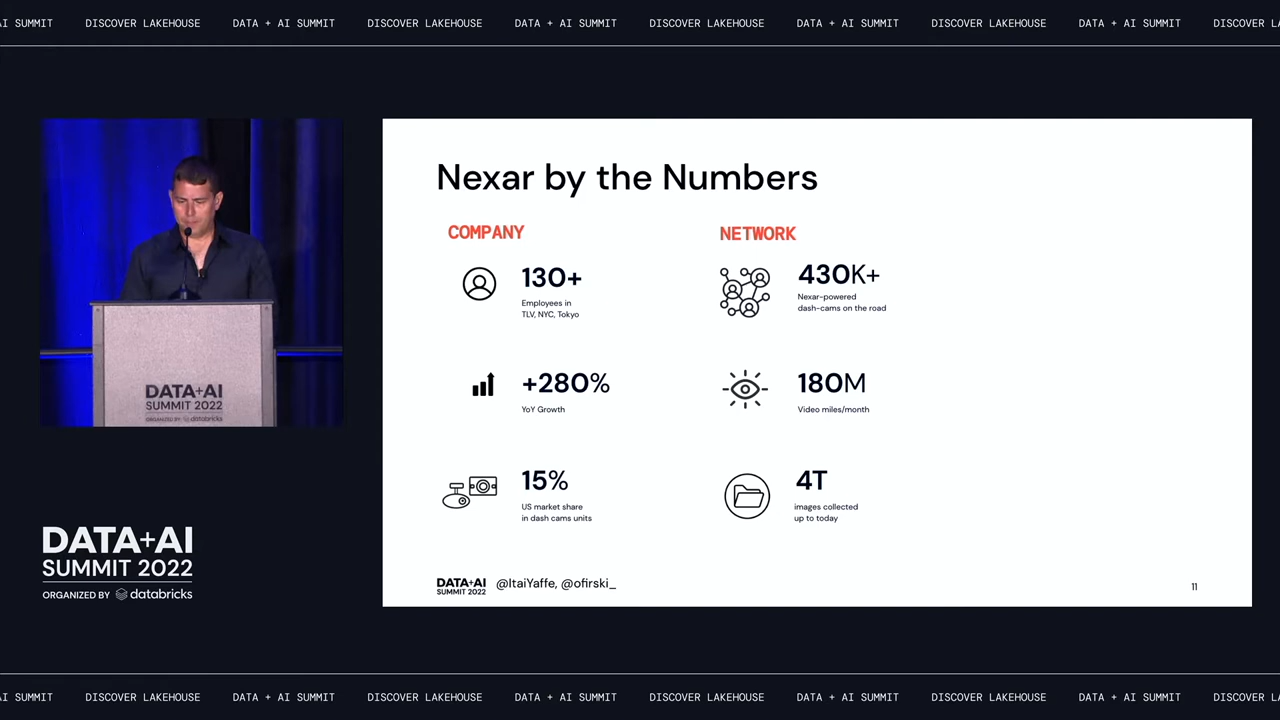 AI SUMMIT DISCOVER LAKEHOUSE DATA + AI SUMMIT DISCOVER LAKEHOUSE DATA + AI SUMMIT DISCOVER LAKEHOUSE DATA + AI SUMMIT DISCOVER LAKEHOUSE DATA + AI SUMMIT DISCOVER
Nexar by the Numbers
COMPANY
130+
Employees in
TLV, NYC, Tokyo
+280%
YoY Growth
15%
US market share
in dash cams units
NETWORK
430K+
Nexar-powered
dash-cams on the road
180M
Video miles/month
4T
images collected
up to today
DATA+AI
SUMMIT 2022
@ItaiYaffe, @ofirski_
11
DATA+AI
SUMMIT 2022
ORGANIZED BY databricks
DATA+AI
SUMMIT 2022
ORGANIZED BY databricks
AI SUMMIT DISCOVER LAKEHOUSE DATA + AI SUMMIT DISCOVER LAKEHOUSE DATA + AI SUMMIT DISCOVER LAKEHOUSE DATA + AI SUMMIT DISCOVER LAKEHOUSE DATA + AI SUMMIT DISCOVER